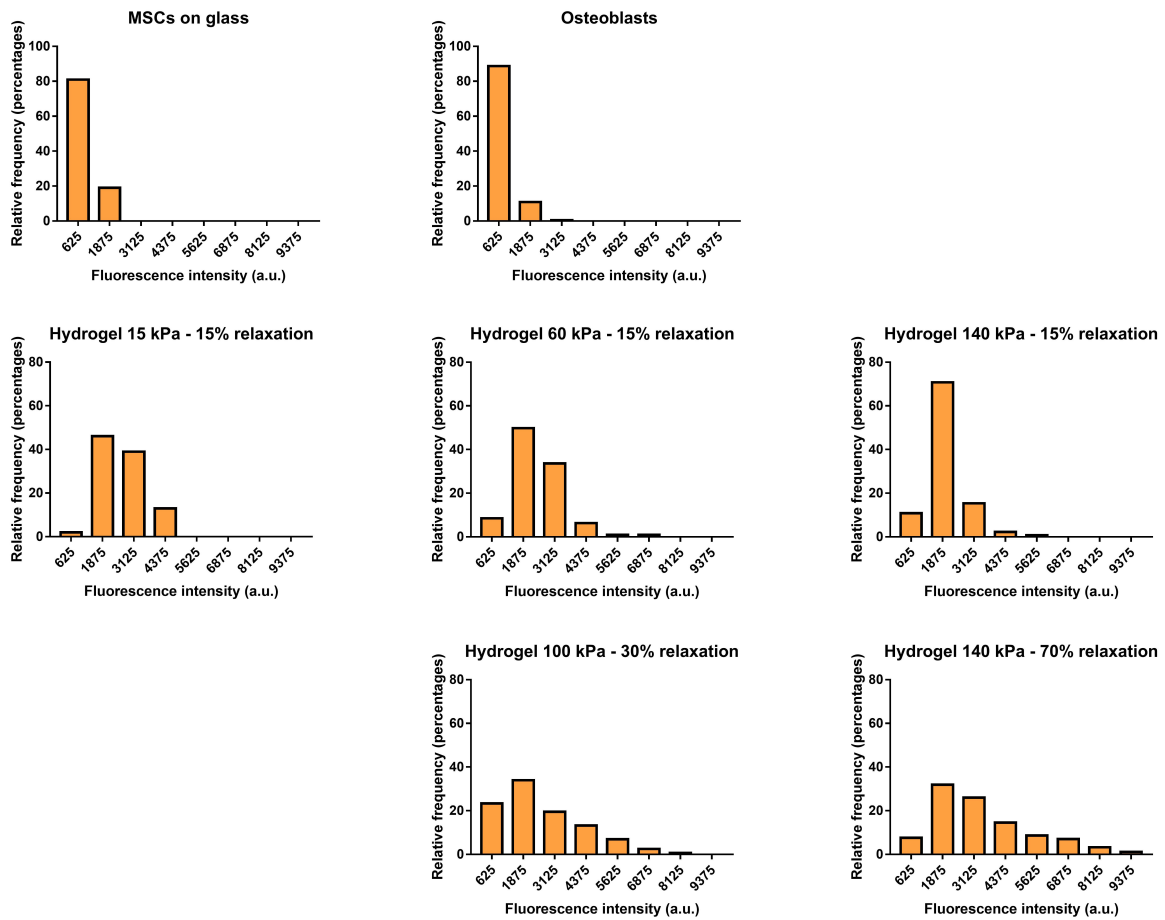 MSCs on glass
Relative frequency (percentages)
100
80
60
40
20
0
625 1875 3125 4375 5625 6875 8125 9375
Fluorescence intensity (a.u.)
Osteoblasts
Relative frequency (percentages)
100
80
60
40
20
0
625 1875 3125 4375 5625 6875 8125 9375
Fluorescence intensity (a.u.)
Hydrogel 15 kPa - 15% relaxation
Relative frequency (percentages)
80
60
40
20
0
625 1875 3125 4375 5625 6875 8125 9375
Fluorescence intensity (a.u.)
Hydrogel 60 kPa - 15% relaxation
Relative frequency (percentages)
80
60
40
20
0
625 1875 3125 4375 5625 6875 8125 9375
Fluorescence intensity (a.u.)
Hydrogel 140 kPa - 15% relaxation
Relative frequency (percentages)
80
60
40
20
0
625 1875 3125 4375 5625 6875 8125 9375
Fluorescence intensity (a.u.)
Hydrogel 100 kPa - 30% relaxation
Relative frequency (percentages)
80
60
40
20
0
625 1875 3125 4375 5625 6875 8125 9375
Fluorescence intensity (a.u.)
Hydrogel 140 kPa - 70% relaxation
Relative frequency (percentages)
80
60
40
20
0
625 1875 3125 4375 5625 6875 8125 9375
Fluorescence intensity (a.u.)